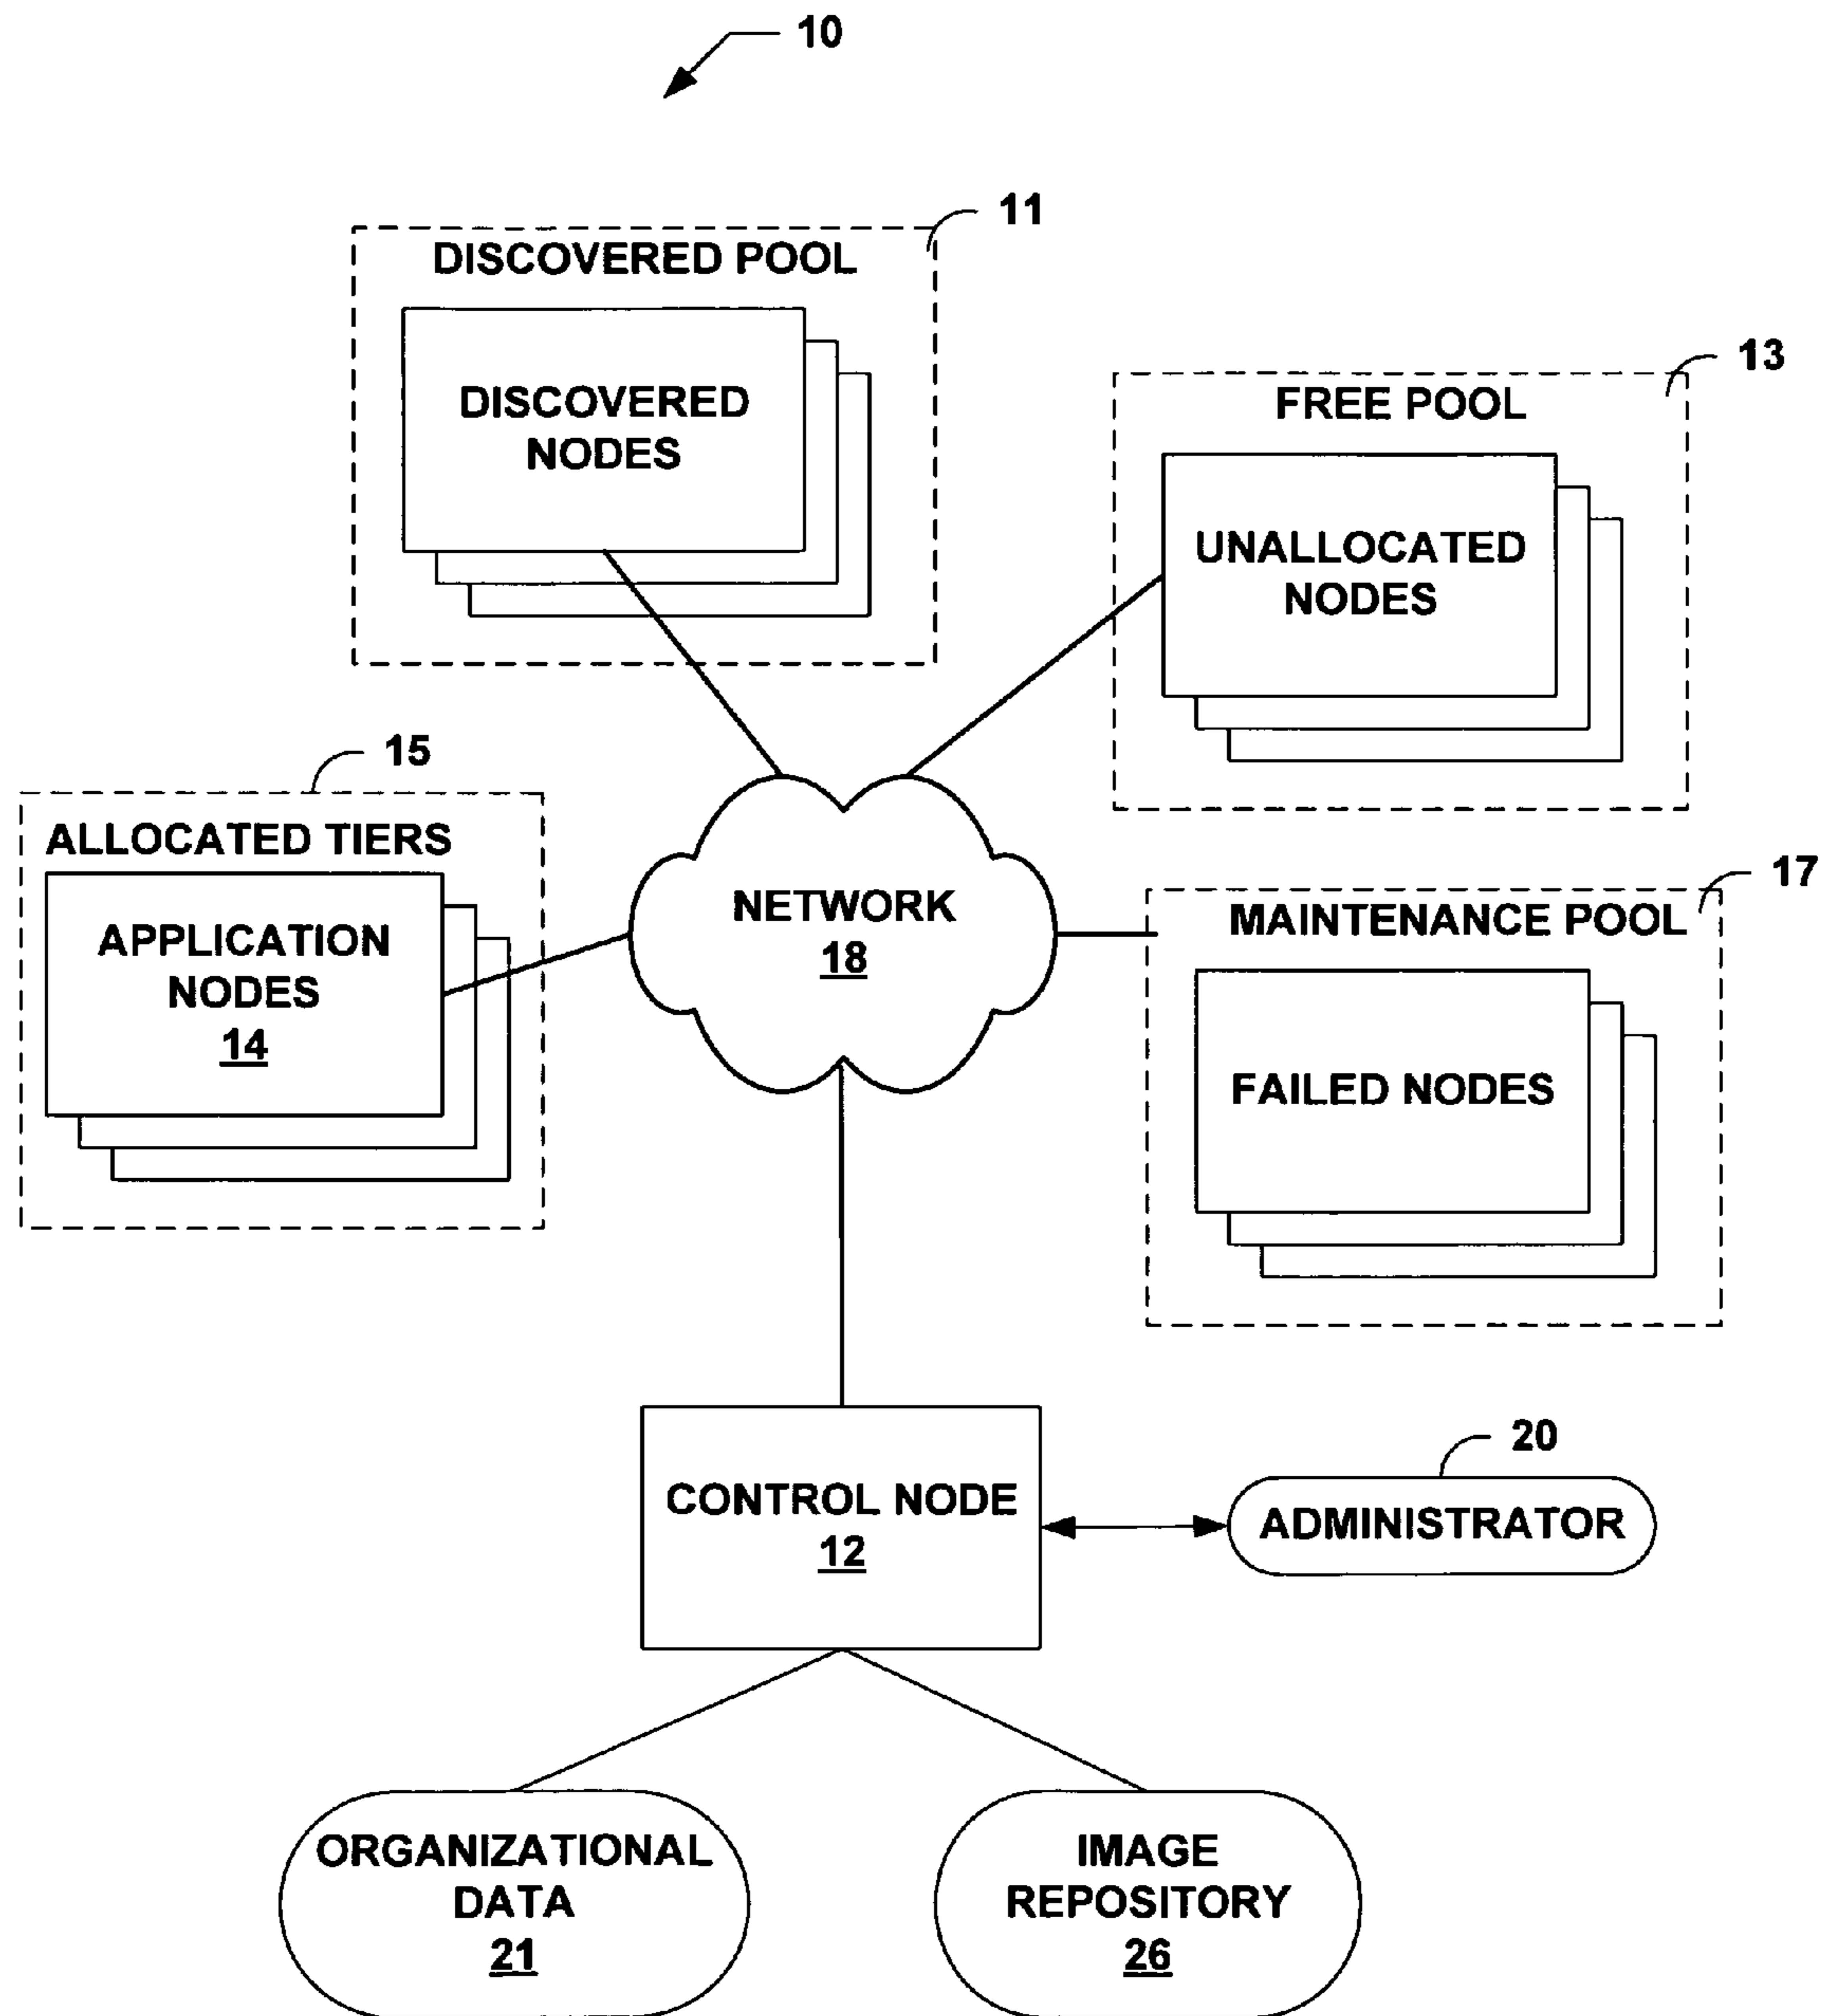 10
11
DISCOVERED POOL
DISCOVERED
NODES
13
FREE POOL
UNALLOCATED
NODES
15
ALLOCATED TIERS
APPLICATION
NODES
14
NETWORK
18
17
MAINTENANCE POOL
FAILED NODES
CONTROL NODE
12
20
ADMINISTRATOR
ORGANIZATIONAL
DATA
21
IMAGE
REPOSITORY
26